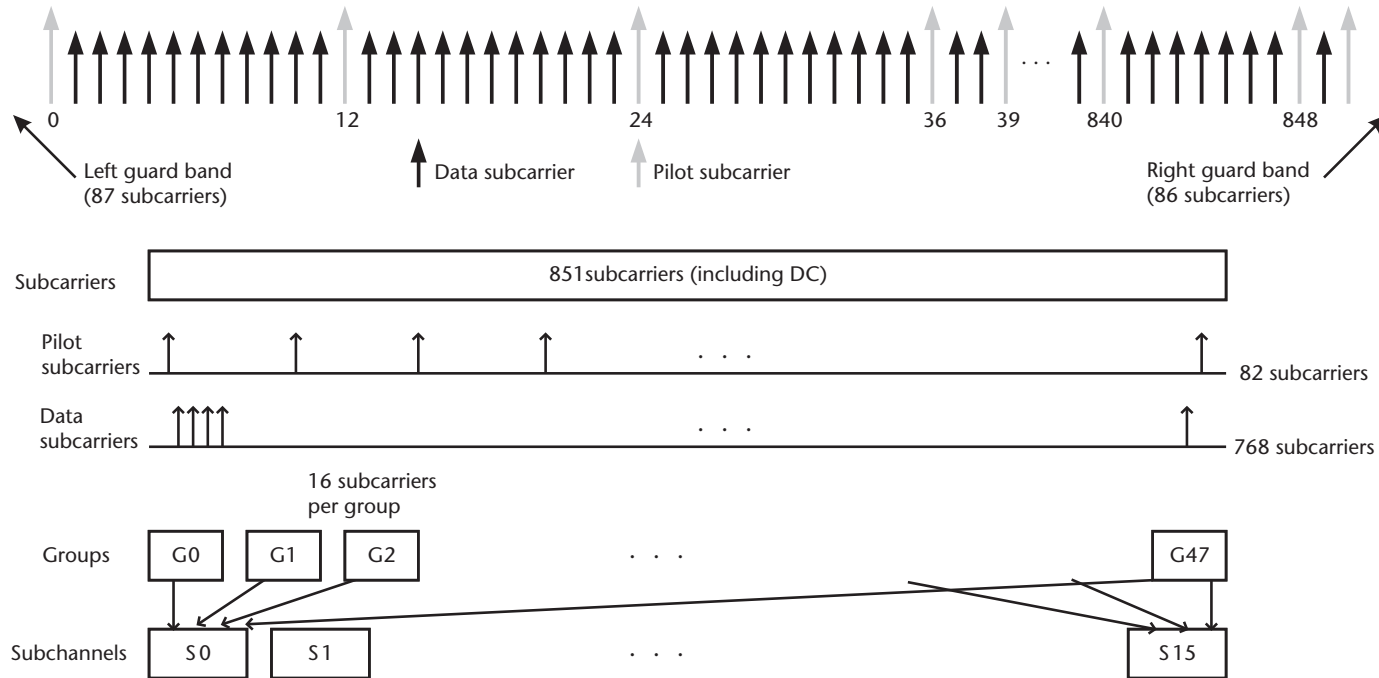 0 12 24 36 39 . . . 840 848
Left guard band
(87 subcarriers)
Data subcarrier
Pilot subcarrier
Right guard band
(86 subcarriers)
Subcarriers
851subcarriers (including DC)
Pilot
subcarriers
. . .
82 subcarriers
Data
subcarriers
. . .
768 subcarriers
16 subcarriers
per group
Groups G0 G1 G2 . . . G47
Subchannels S0 S1 . . . S15